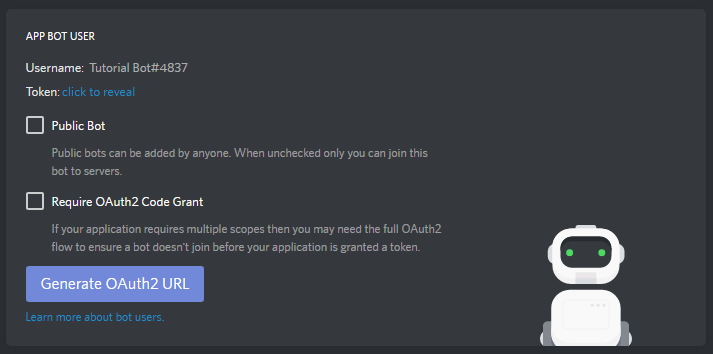 APP BOT USER
Username: Tutorial Bot#4837
Token: click to reveal
Public Bot
Public bots can be added by anyone. When unchecked only you can join this
bot to servers.
Require OAuth2 Code Grant
If your application requires multiple scopes then you may need the full OAuth2
flow to ensure a bot doesn't join before your application is granted a token.
Generate OAuth2 URL
Learn more about bot users.